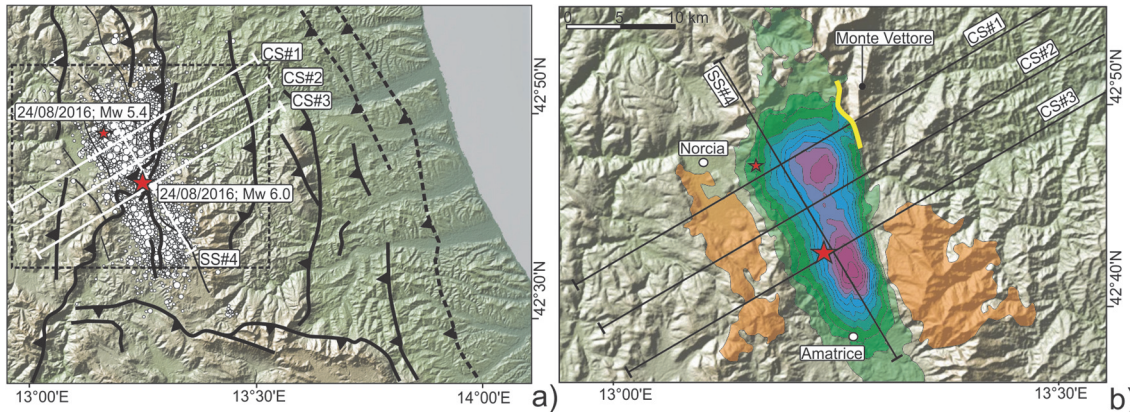 CS#1
CS#2
CS#3
24/08/2016; Mw 5.4
24/08/2016; Mw 6.0
SS#4
42°50'N
42°30'N
13°00'E
13°30'E
14°00'E
a)
0 5 10 km
Monte Vettore
CS#1
CS#2
CS#3
SS#4
Norcia
Amatrice
42°50'N
42°40'N
13°00'E
13°30'E
b)